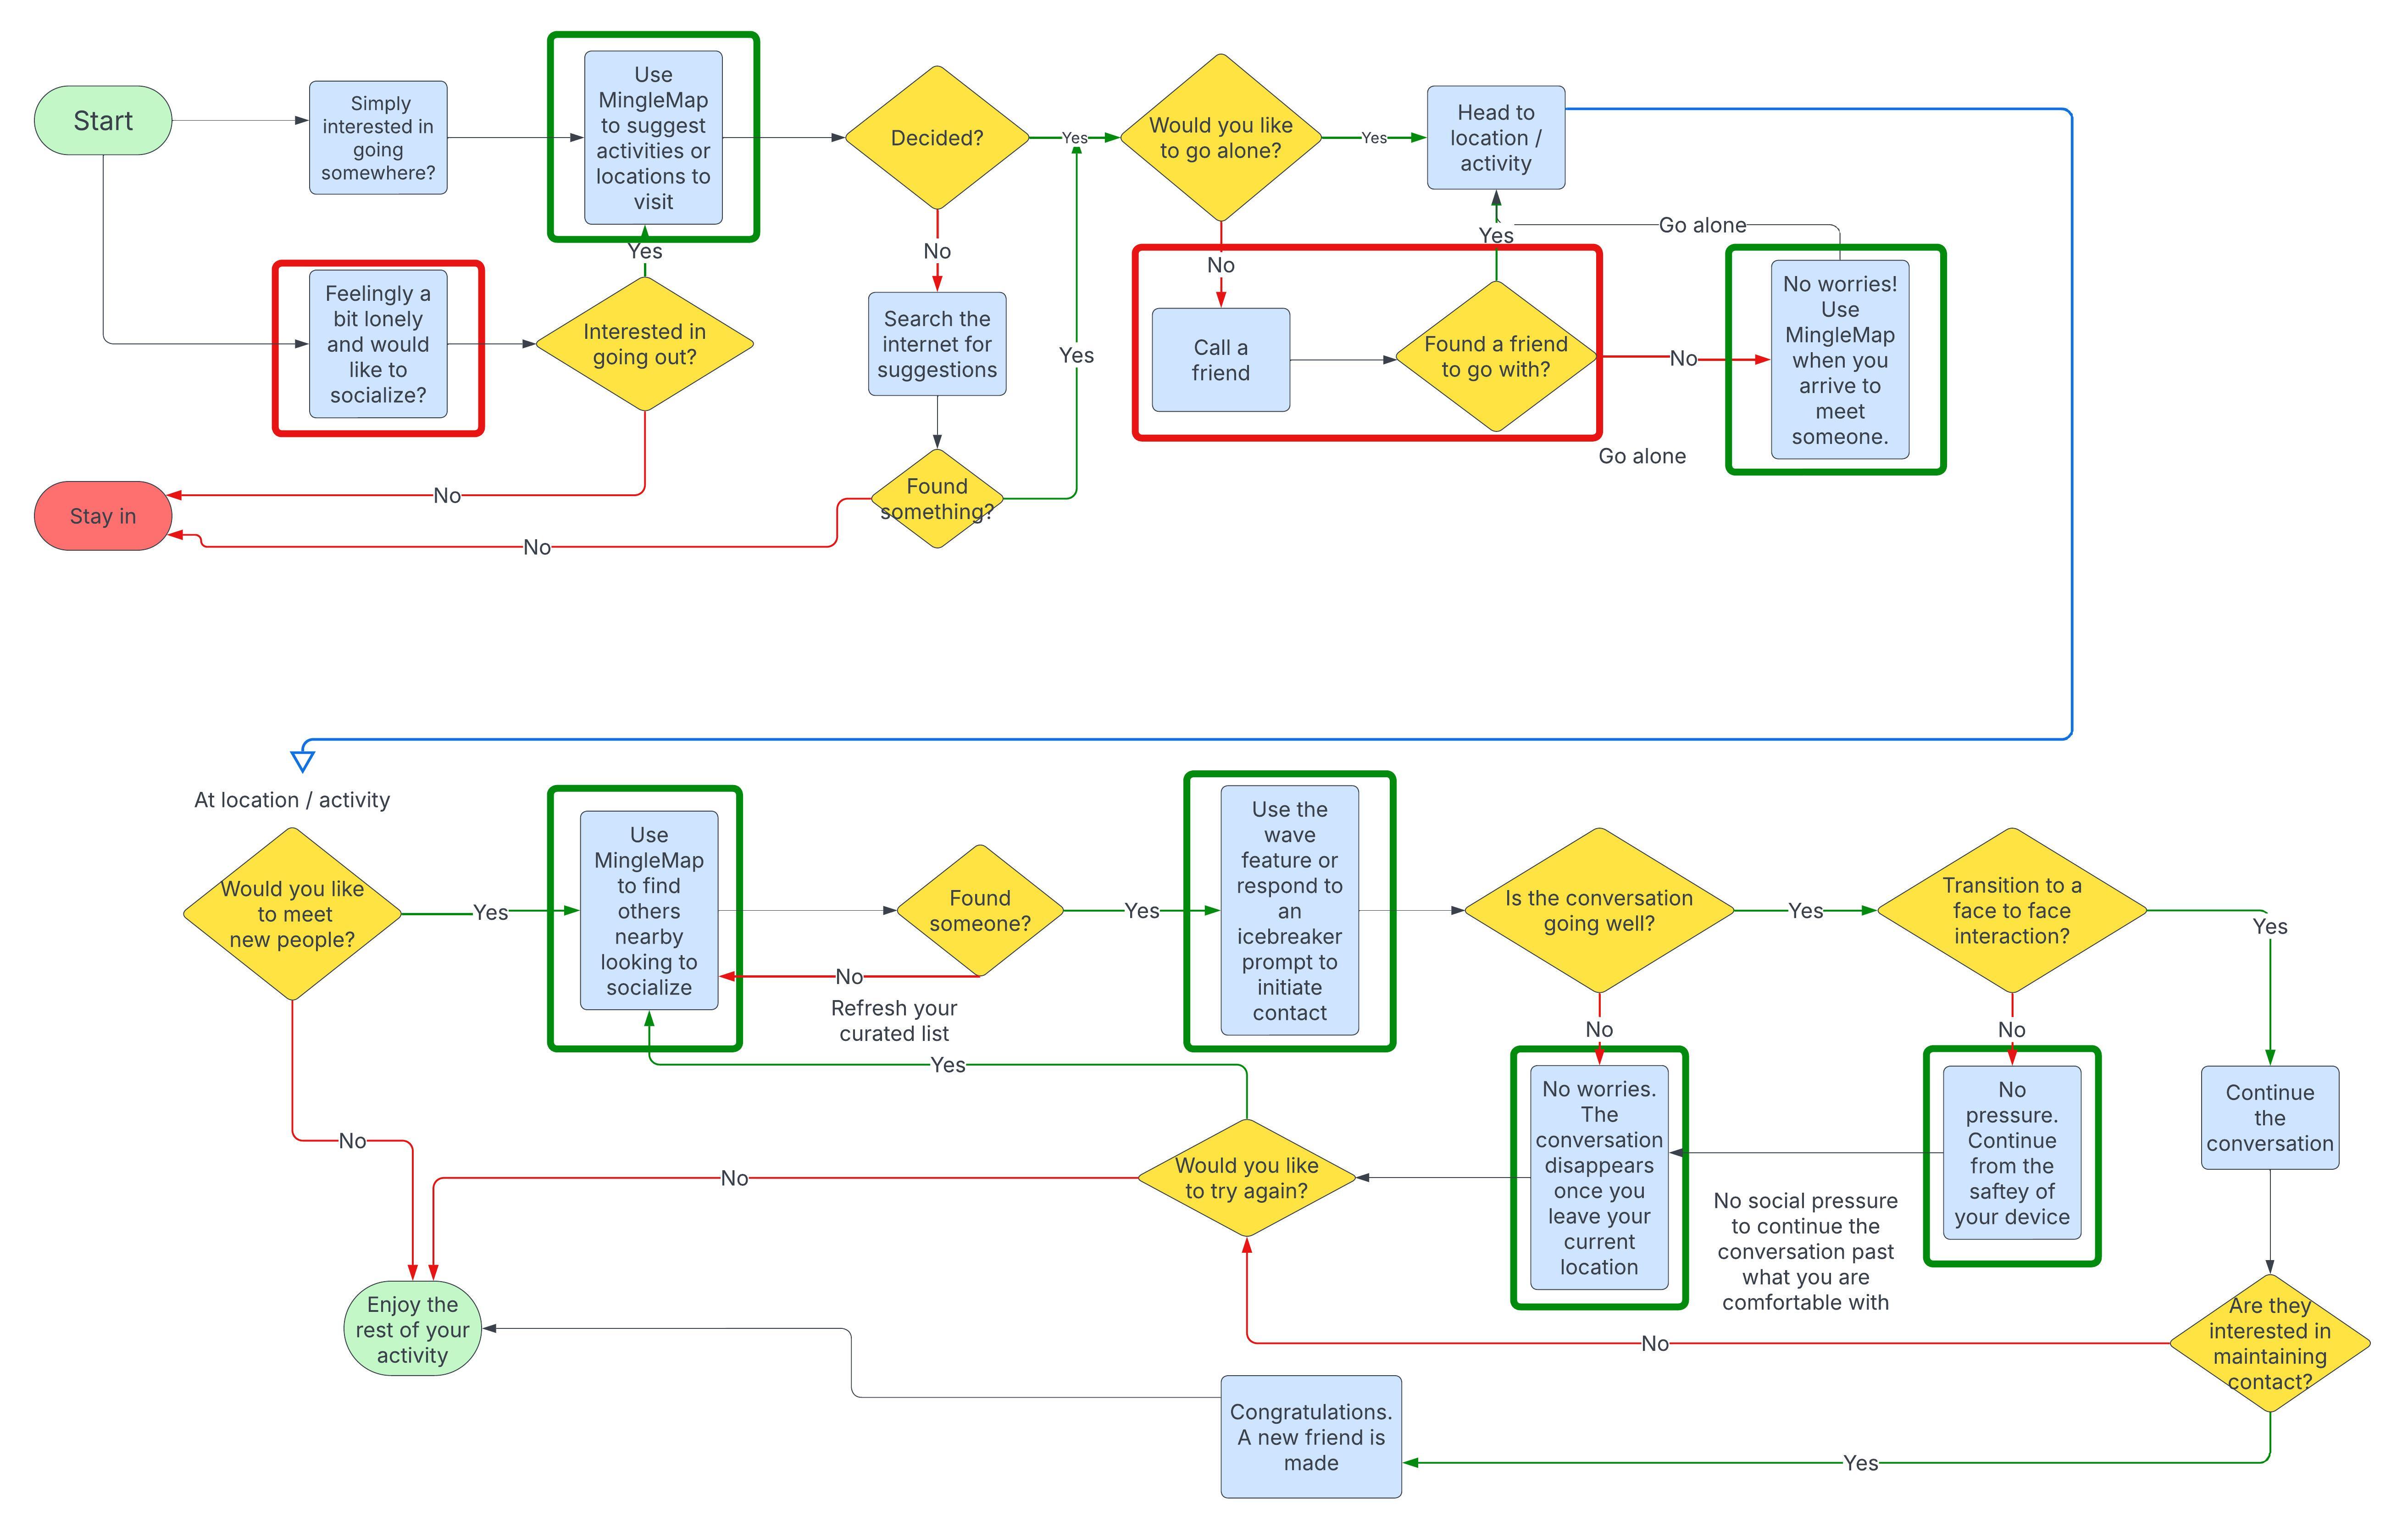 Start
Simply
interested in
going
somewhere?
Use
MingleMap
to suggest
activities or
locations to
visit
Decided?
Yes
Would you like
to go alone?
Yes
Head to
location /
activity
Feelingly a
bit lonely
and would
like to
socialize?
Interested in
going out?
Yes
No
No
Search the
internet for
suggestions
Found
something?
Yes
No
Stay in
No
Call a
friend
Found a friend
to go with?
Yes
Go alone
No
No worries!
Use
MingleMap
when you
arrive to
meet
someone.
Go alone
At location / activity
Would you like
to meet
new people?
Yes
Use
MingleMap
to find
others
nearby
looking to
socialize
Found
someone?
No
Refresh your
curated list
Yes
Use the
wave
feature or
respond to
an
icebreaker
prompt to
initiate
contact
Is the conversation
going well?
Yes
Transition to a
face to face
interaction?
Yes
No
No
No worries.
The
conversation
disappears
once you
leave your
current
location
No
pressure.
Continue
from the
saftey of
your device
Continue
the
conversation
No social pressure
to continue the
conversation past
what you are
comfortable with
Yes
Would you like
to try again?
No
No
Enjoy the
rest of your
activity
Are they
interested in
maintaining
contact?
No
Yes
Congratulations.
A new friend is
made